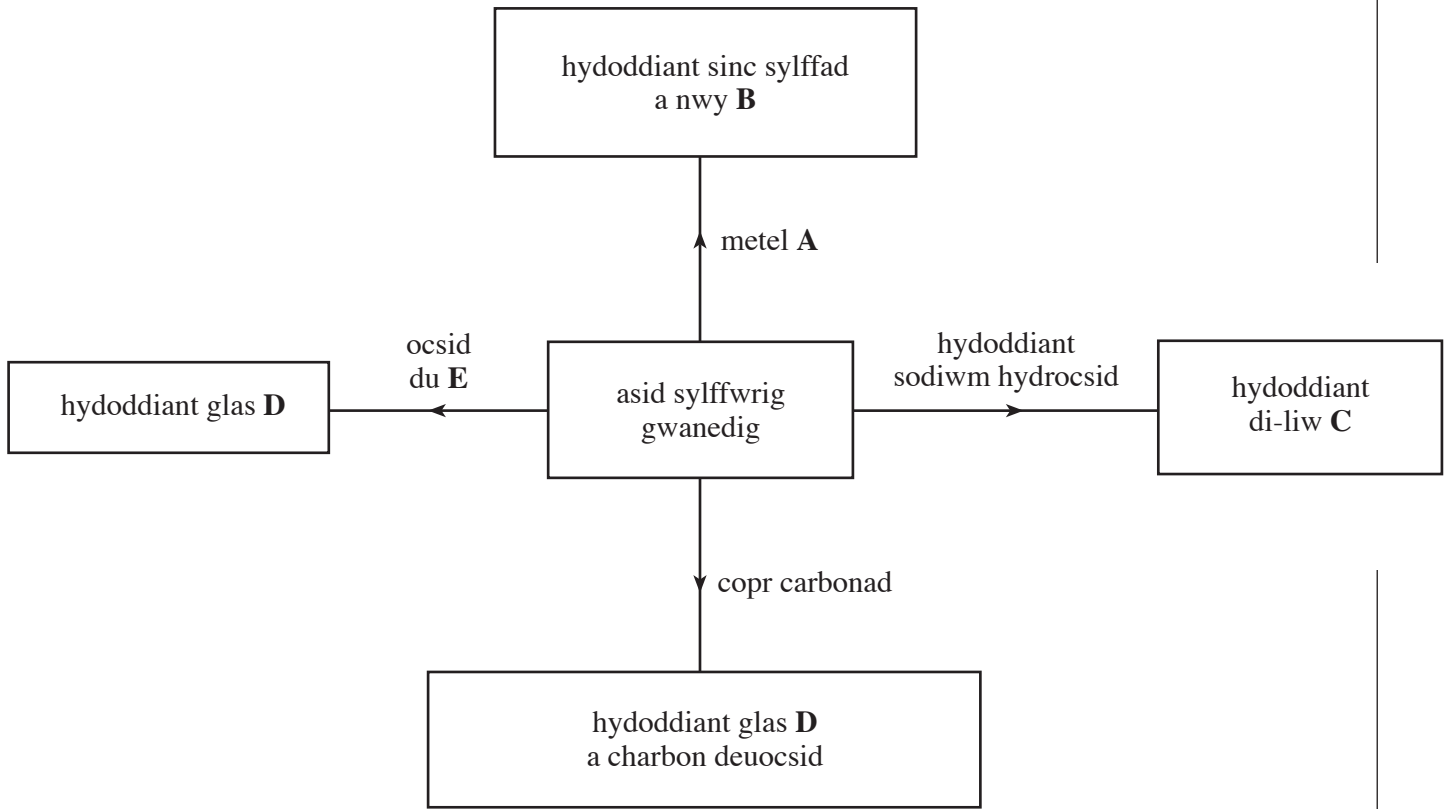 hydoddiant sinc sylffad
a nwy B
metel A
ocsid
du E
hydoddiant glas D
asid sylffwrig
gwanedig
hydoddiant
sodiwm hydrocsid
hydoddiant
di-liw C
copr carbonad
hydoddiant glas D
a charbon deuocsid